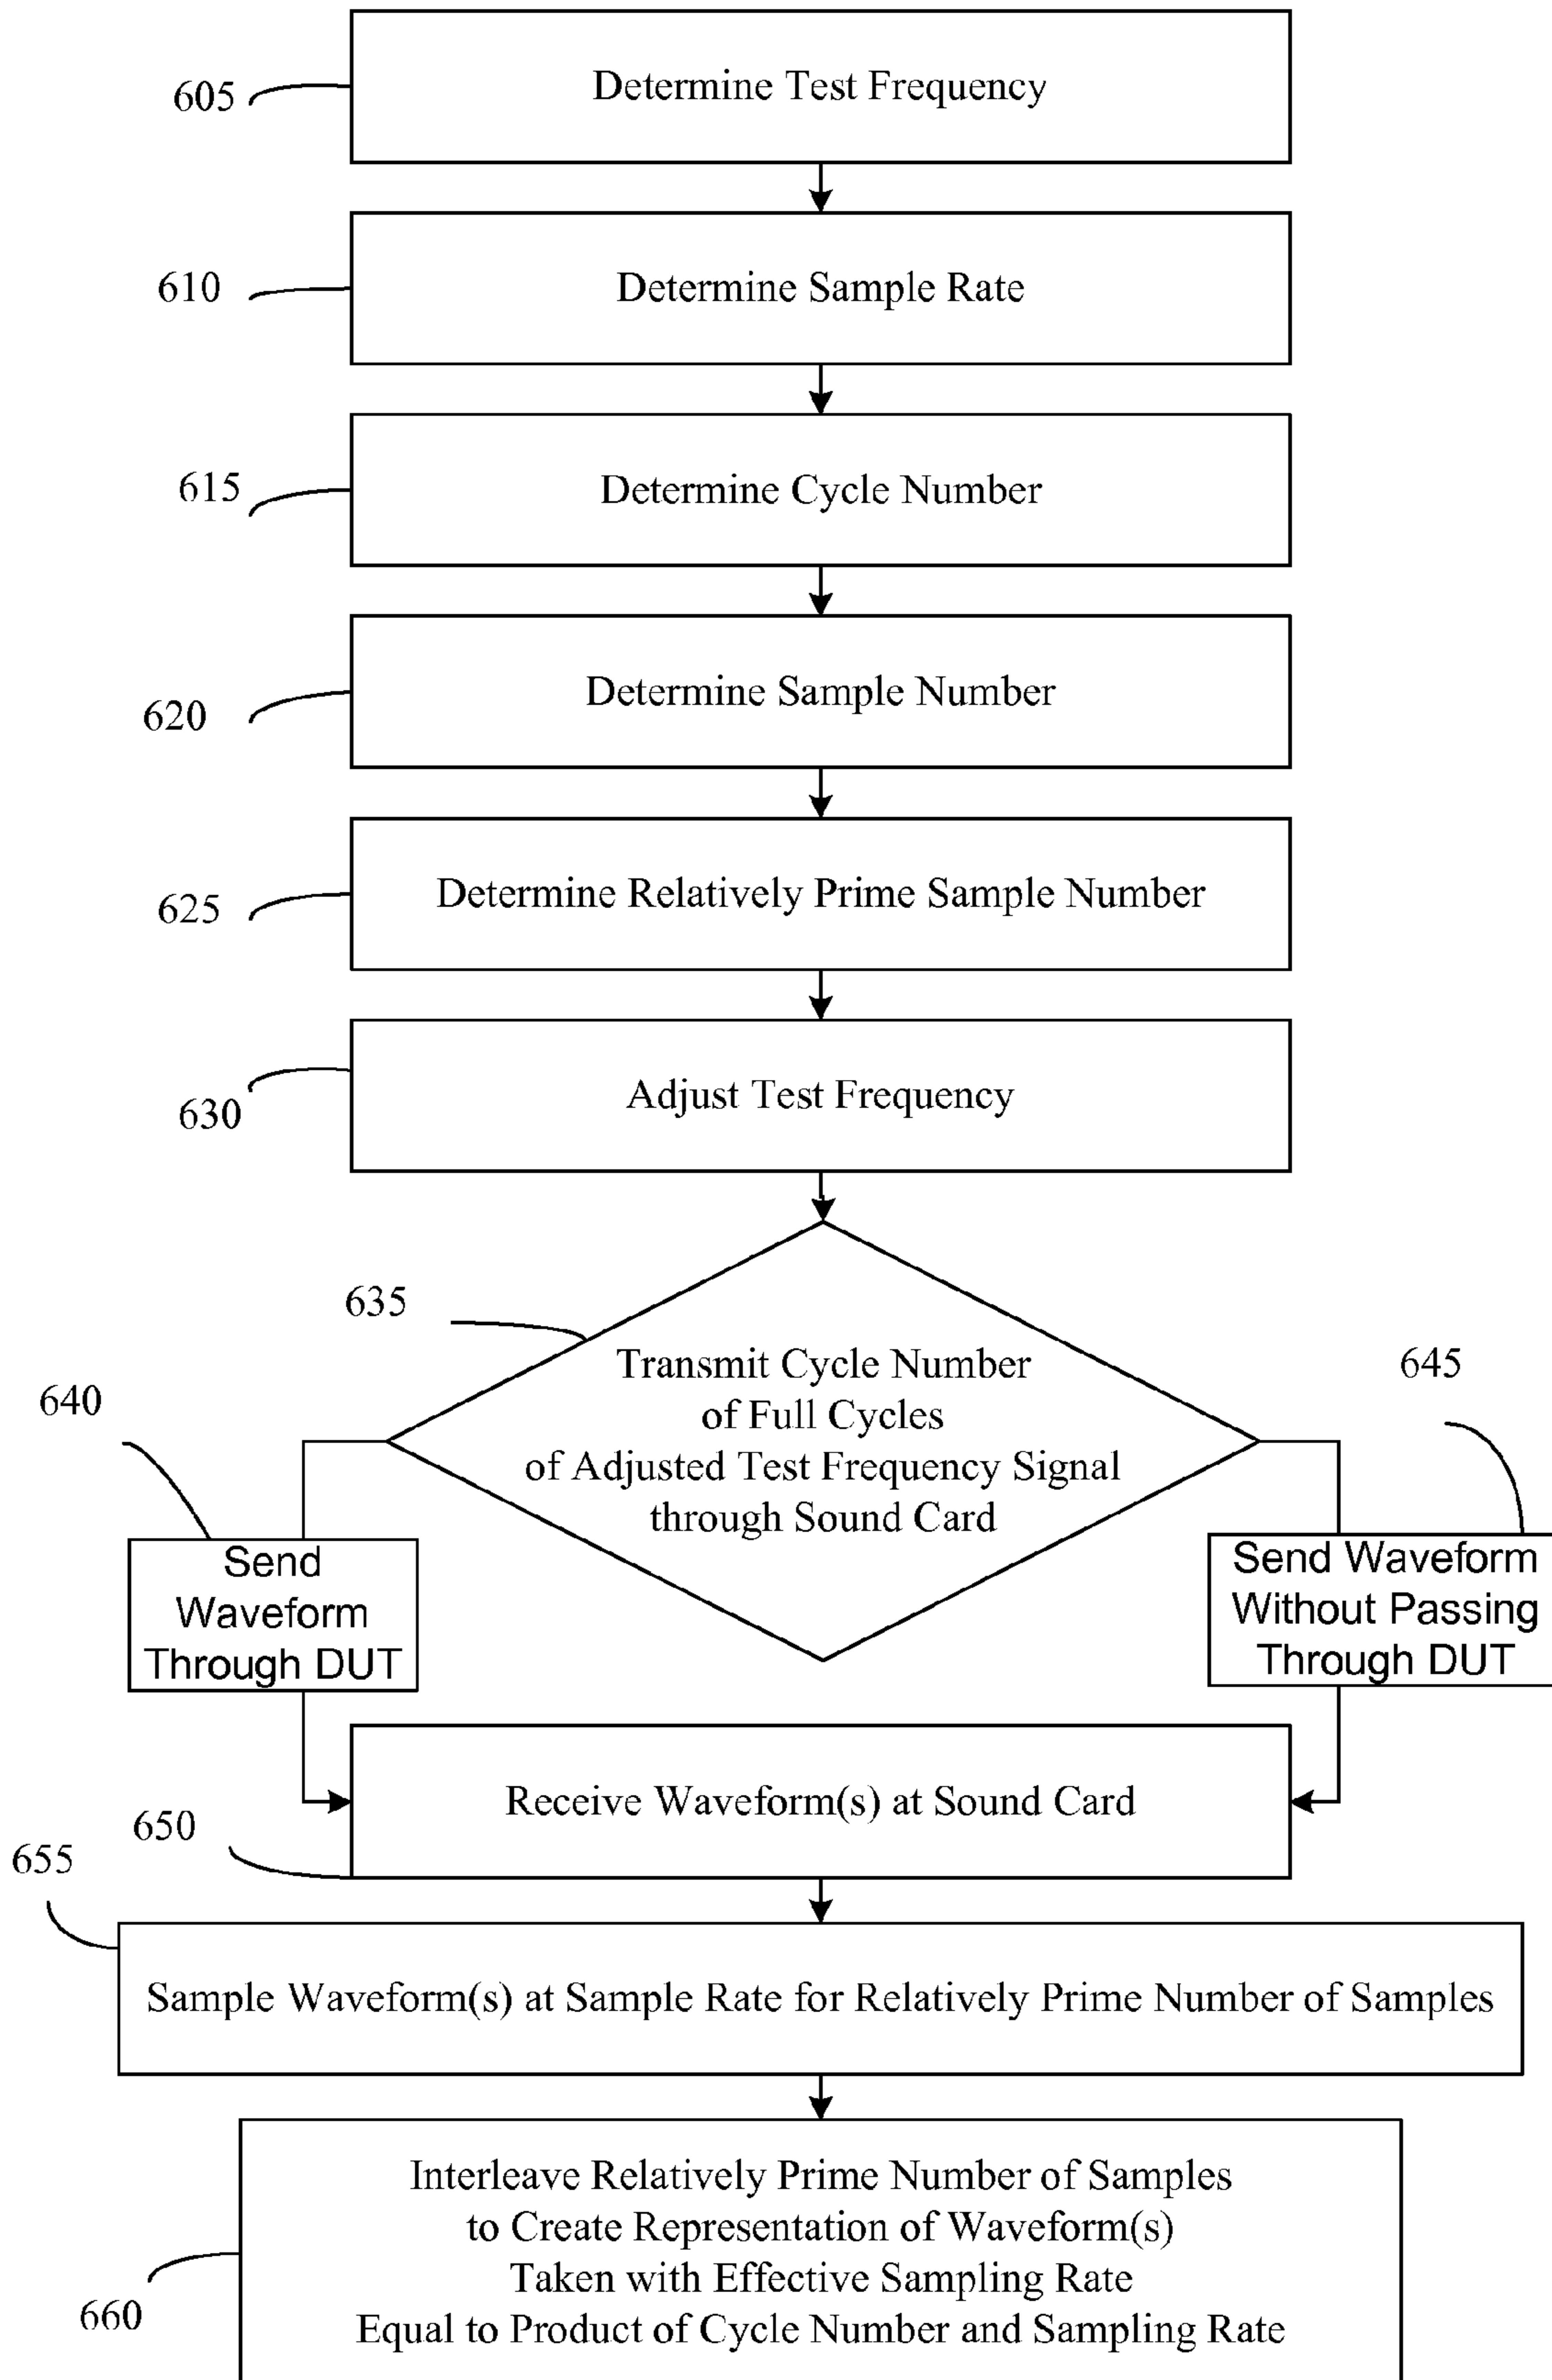 605
Determine Test Frequency
610
Determine Sample Rate
615
Determine Cycle Number
620
Determine Sample Number
625
Determine Relatively Prime Sample Number
630
Adjust Test Frequency
635
Transmit Cycle Number
of Full Cycles
of Adjusted Test Frequency Signal
through Sound Card
640
645
Send
Waveform
Through DUT
Send Waveform
Without Passing
Through DUT
650
Receive Waveform(s) at Sound Card
655
Sample Waveform(s) at Sample Rate for Relatively Prime Number of Samples
660
Interleave Relatively Prime Number of Samples
to Create Representation of Waveform(s)
Taken with Effective Sampling Rate
Equal to Product of Cycle Number and Sampling Rate